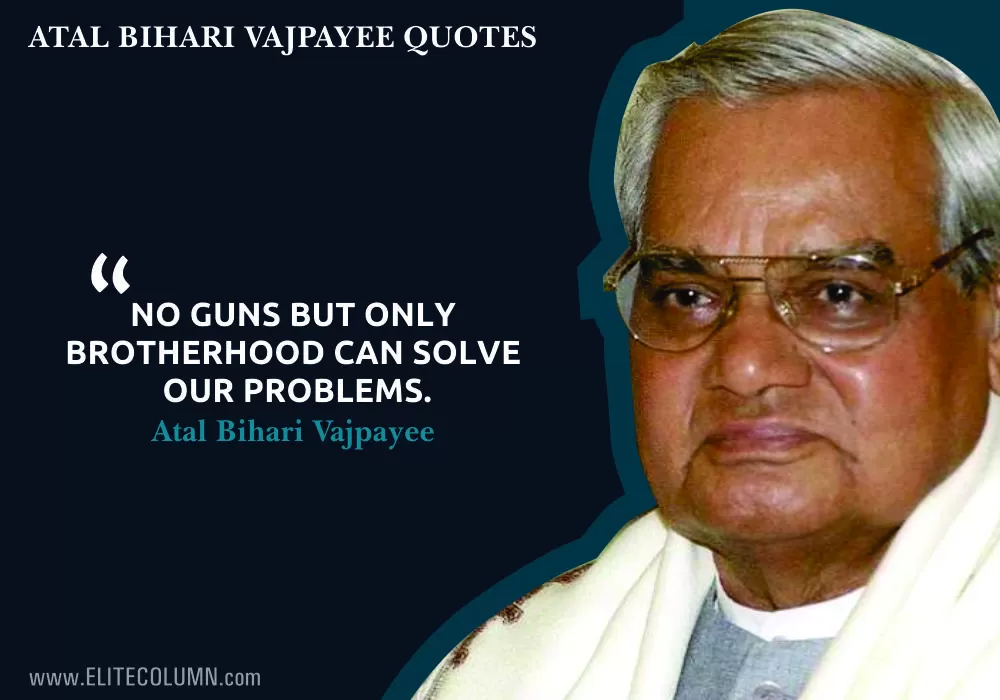 ATAL BIHARI VAJPAYEE QUOTES
“
NO GUNS BUT ONLY
BROTHERHOOD CAN SOLVE
OUR PROBLEMS.
Atal Bihari Vajpayee
www.ELITECOLUMN.com